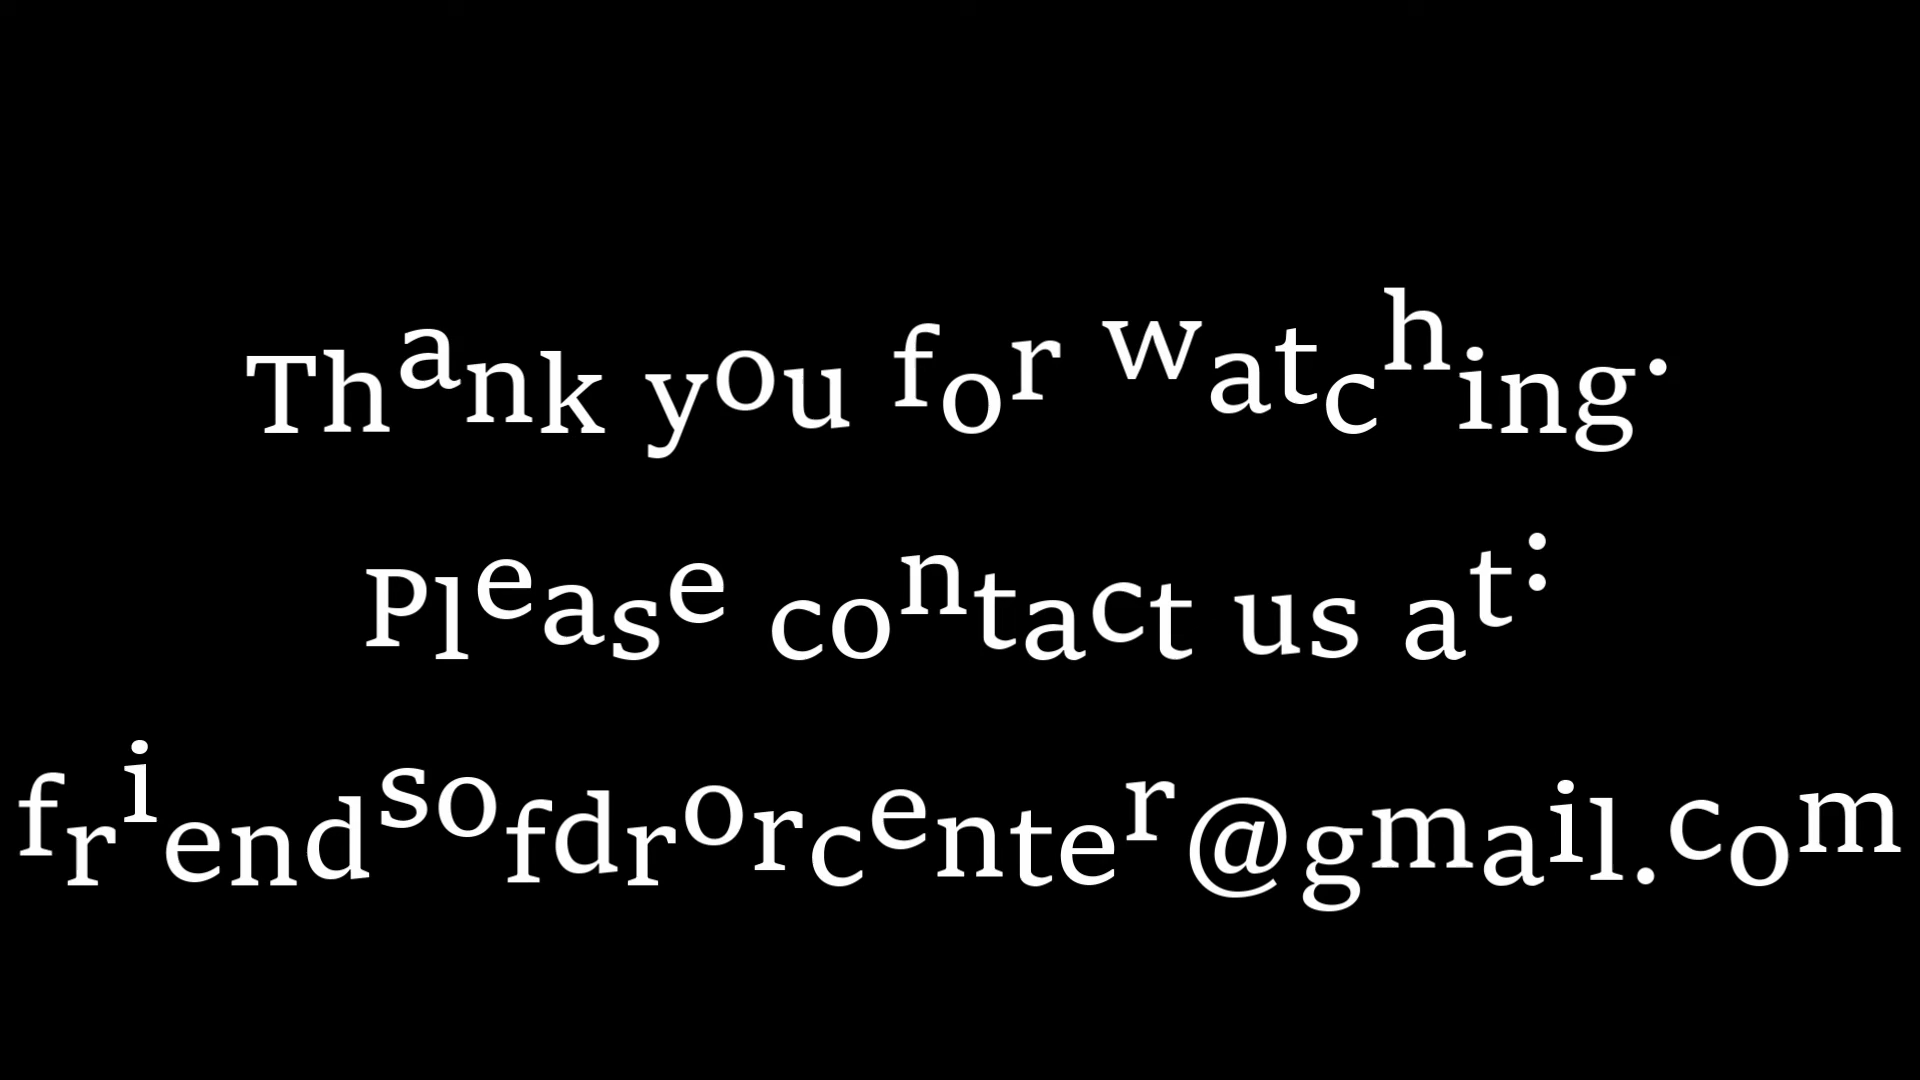 Thank you for watching.
Please contact us at:
friendsofdrorcenter@gmail.com